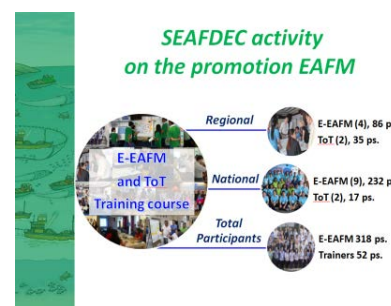 SEAFDEC activity
on the promotion EAFM
Regional
E-EAFM (4), 86 p
ToT (2), 35 ps.
E-EAFM
and ToT
Training course
National
E-EAFM (9), 232 p
ToT (2), 17 ps.
Total
Participants
E-EAFM 318 ps.
Trainers 52 ps.